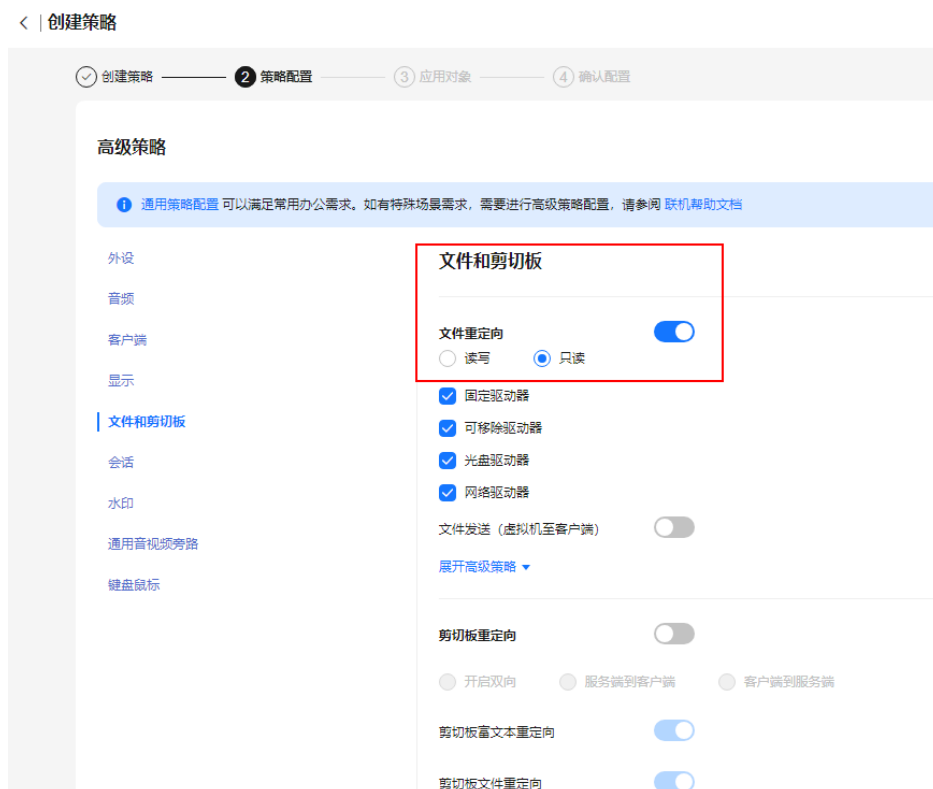 创建策略
创建策略 2 策略配置 3 应用对象 4 确认配置
高级策略
通用策略配置 可以满足常用办公需求。如有特殊场景需求，需要进行高级策略配置，请参阅 联机帮助文档
外设
音频
客户端
显示
文件和剪切板
会话
水印
通用音视频旁路
键盘鼠标
文件和剪切板
文件重定向
读写 只读
固定驱动器
可移除驱动器
光盘驱动器
网络驱动器
文件发送（虚拟机至客户端）
展开高级策略
剪切板重定向
开启双向 服务端到客户端 客户端到服务端
剪切板富文本重定向
剪切板文件重定向